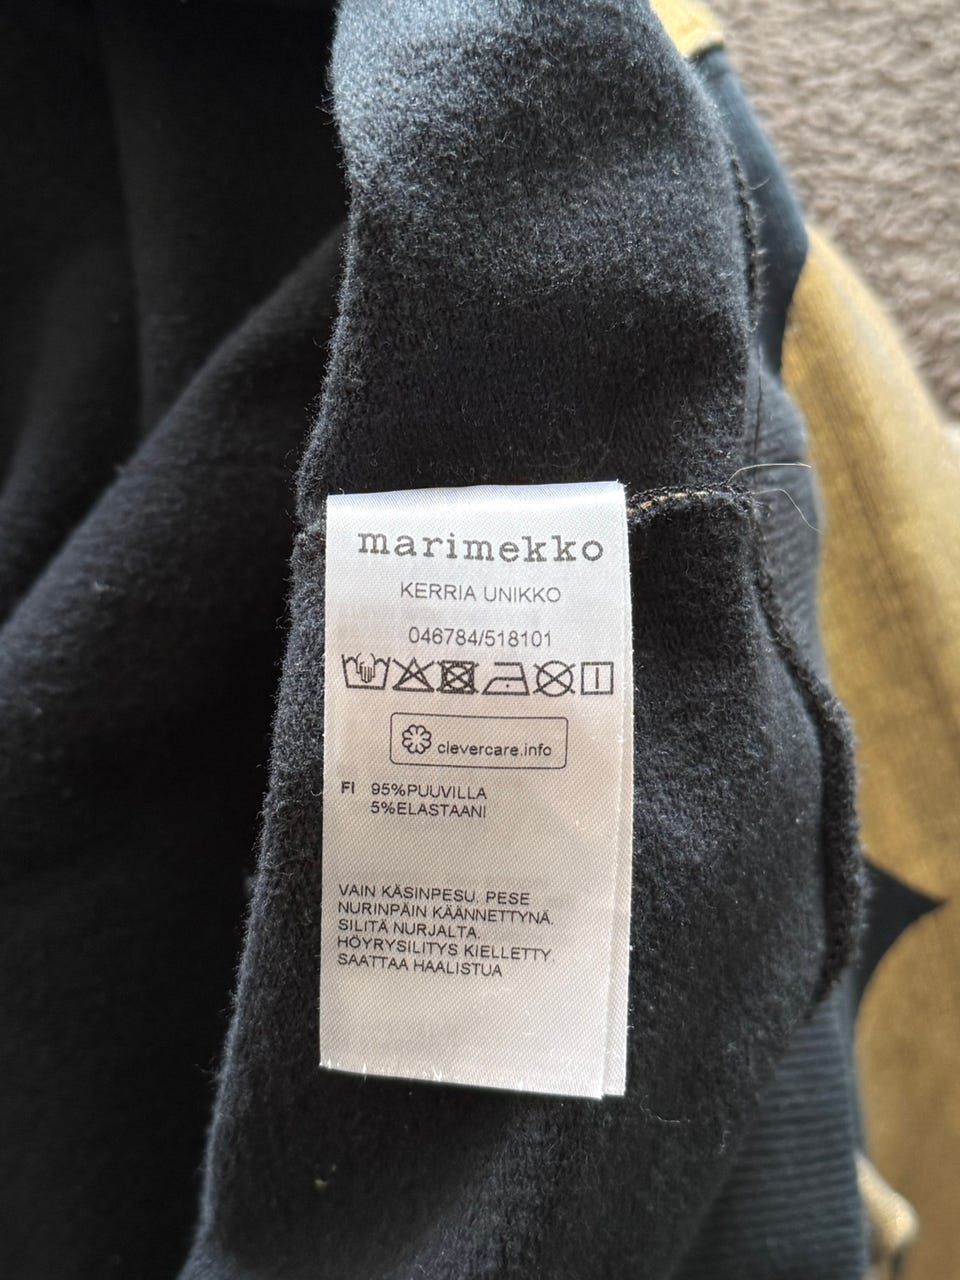 marimekko
KERRIA UNIKKO
046784/518101
clevercare.info
FI 95%PUUVILLA
5%ELASTAANI
VAIN KÄSINPESU. PESE
NURINPÄIN KÄÄNNETTYNÄ.
SILITÄ NURJALTA.
HÖYRYSILITYS KIELLETTY.
SAATTAA HAALISTUA